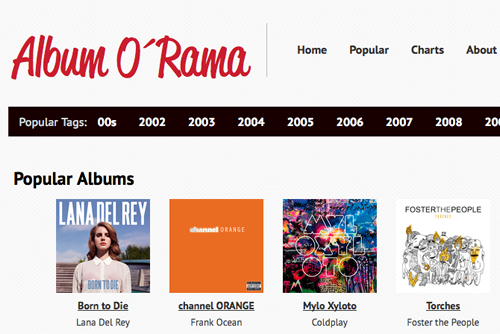 Album O´Rama
Home Popular Charts About
Popular Tags: 00s 2002 2003 2004 2005 2006 2007 2008
Popular Albums
LANA DEL REY
BORN TO DIE
channel ORANGE
MYLO XYLOTO
FOSTER THE PEOPLE
TORCHES
Born to Die channel ORANGE Mylo Xyloto Torches
Lana Del Rey Frank Ocean Coldplay Foster the People